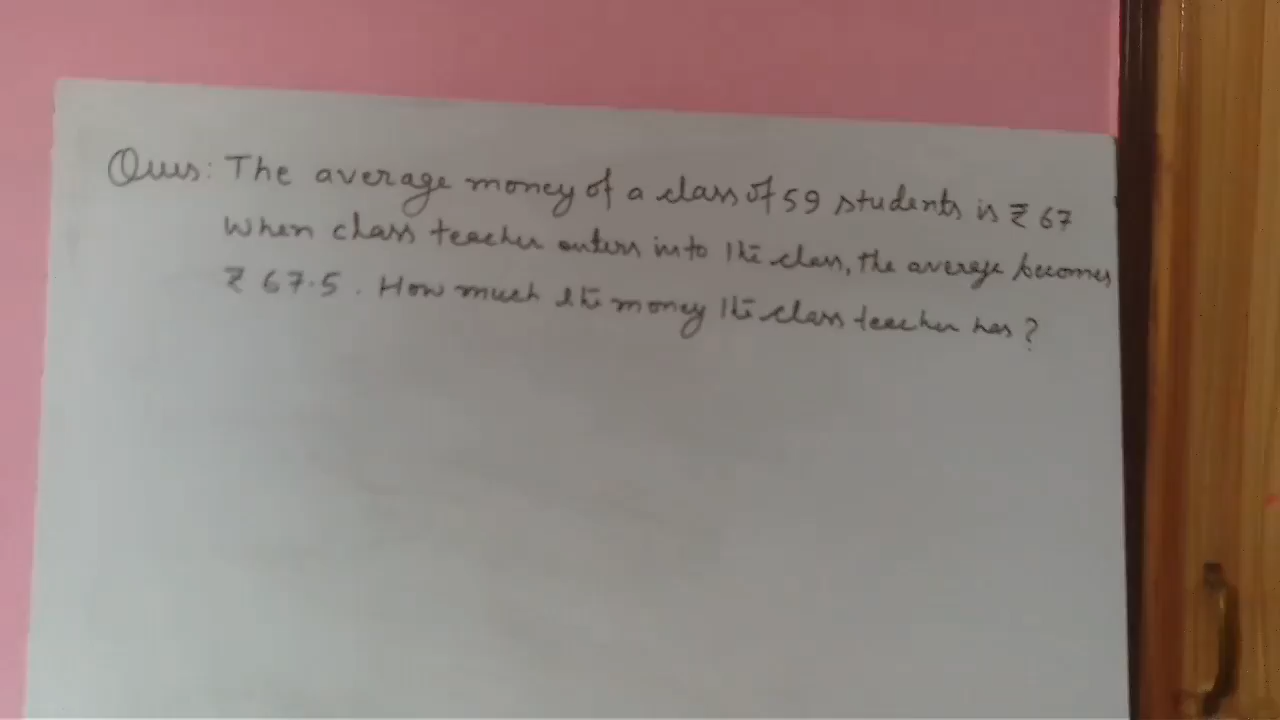 Ques: The average money of a class of 59 students is ₹ 67
When class teacher enters into the class, the average becomes
₹ 67.5. How much the money the class teacher has?